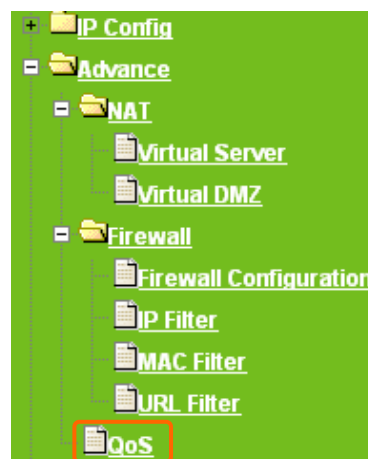 IP Config
Advance
NAT
Virtual Server
Virtual DMZ
Firewall
Firewall Configuration
IP Filter
MAC Filter
URL Filter
QoS